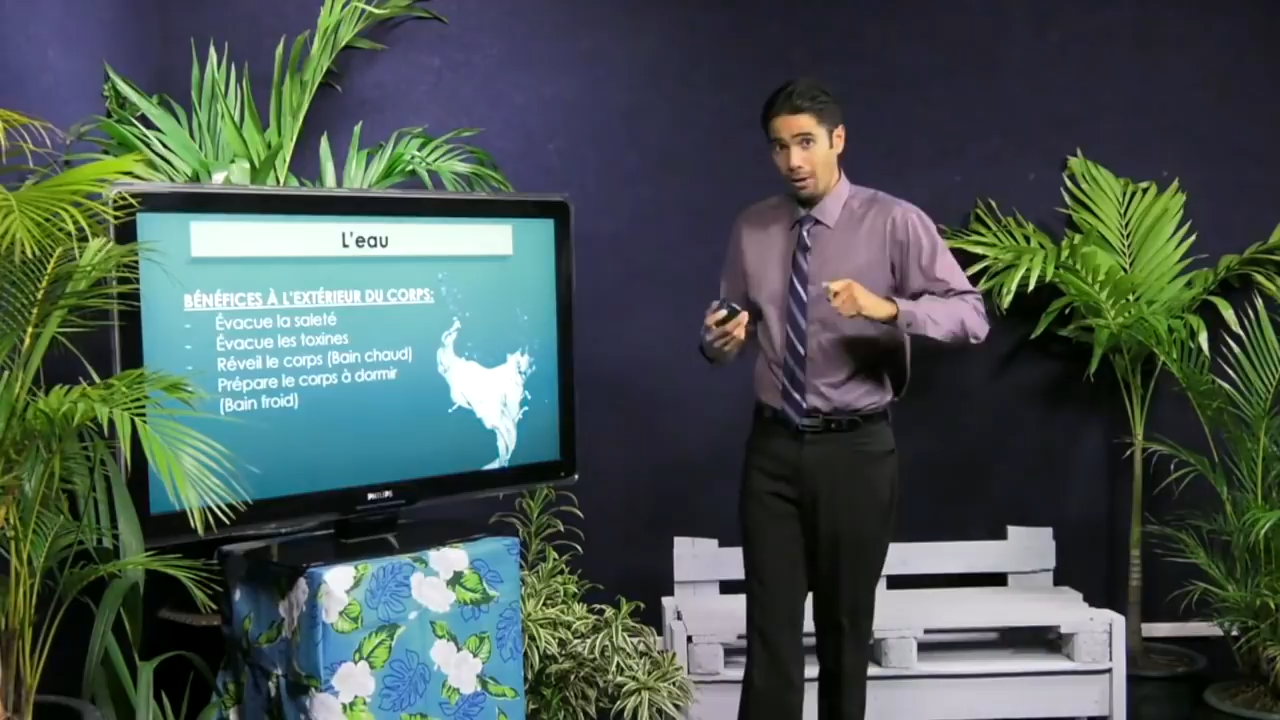 L'eau
BÉNÉFICES À L'EXTÉRIEUR DU CORPS:
- Évacue la saleté
- Évacue les toxines
- Réveil le corps (Bain chaud)
- Prépare le corps à dormir
(Bain froid)
PHILIPS